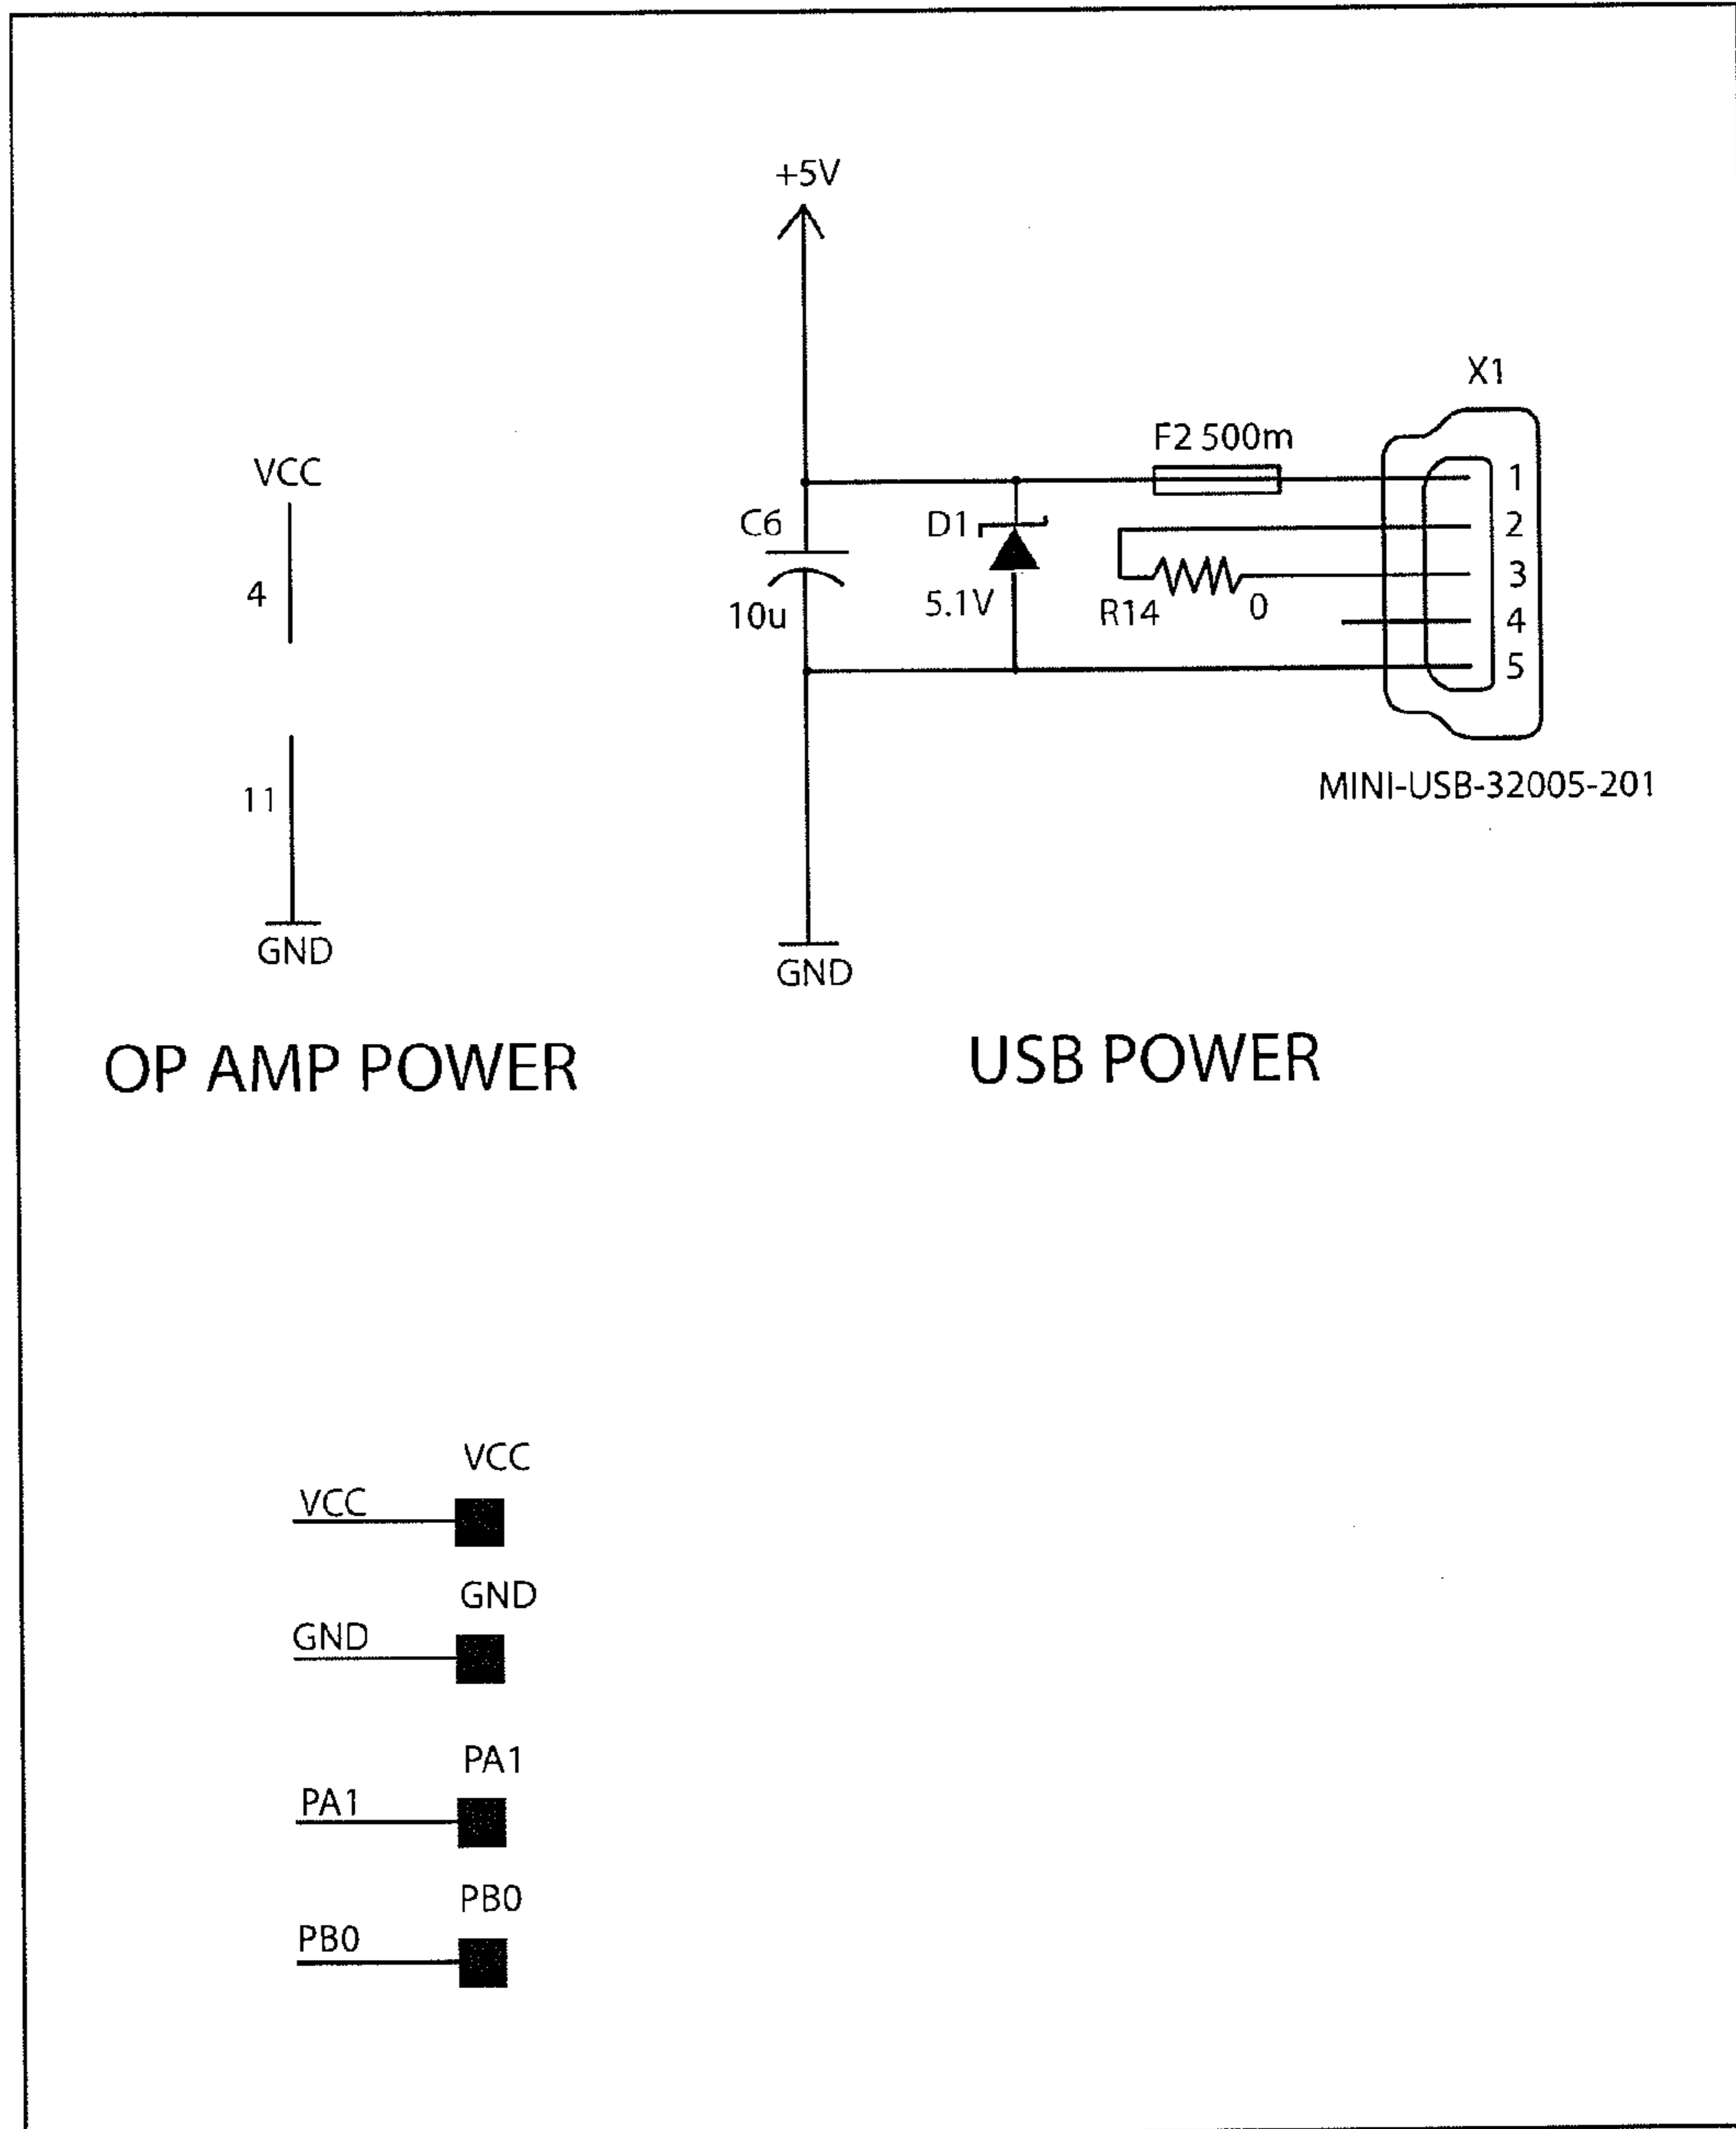 +5V
X1
F2 500m
VCC
1
C6
D1
2
4
3
10u
5.1V
R14
0
4
5
11
MINI-USB-32005-201
GND
GND
OP AMP POWER
USB POWER
VCC
VCC
GND
GND
PA1
PA1
PB0
PB0